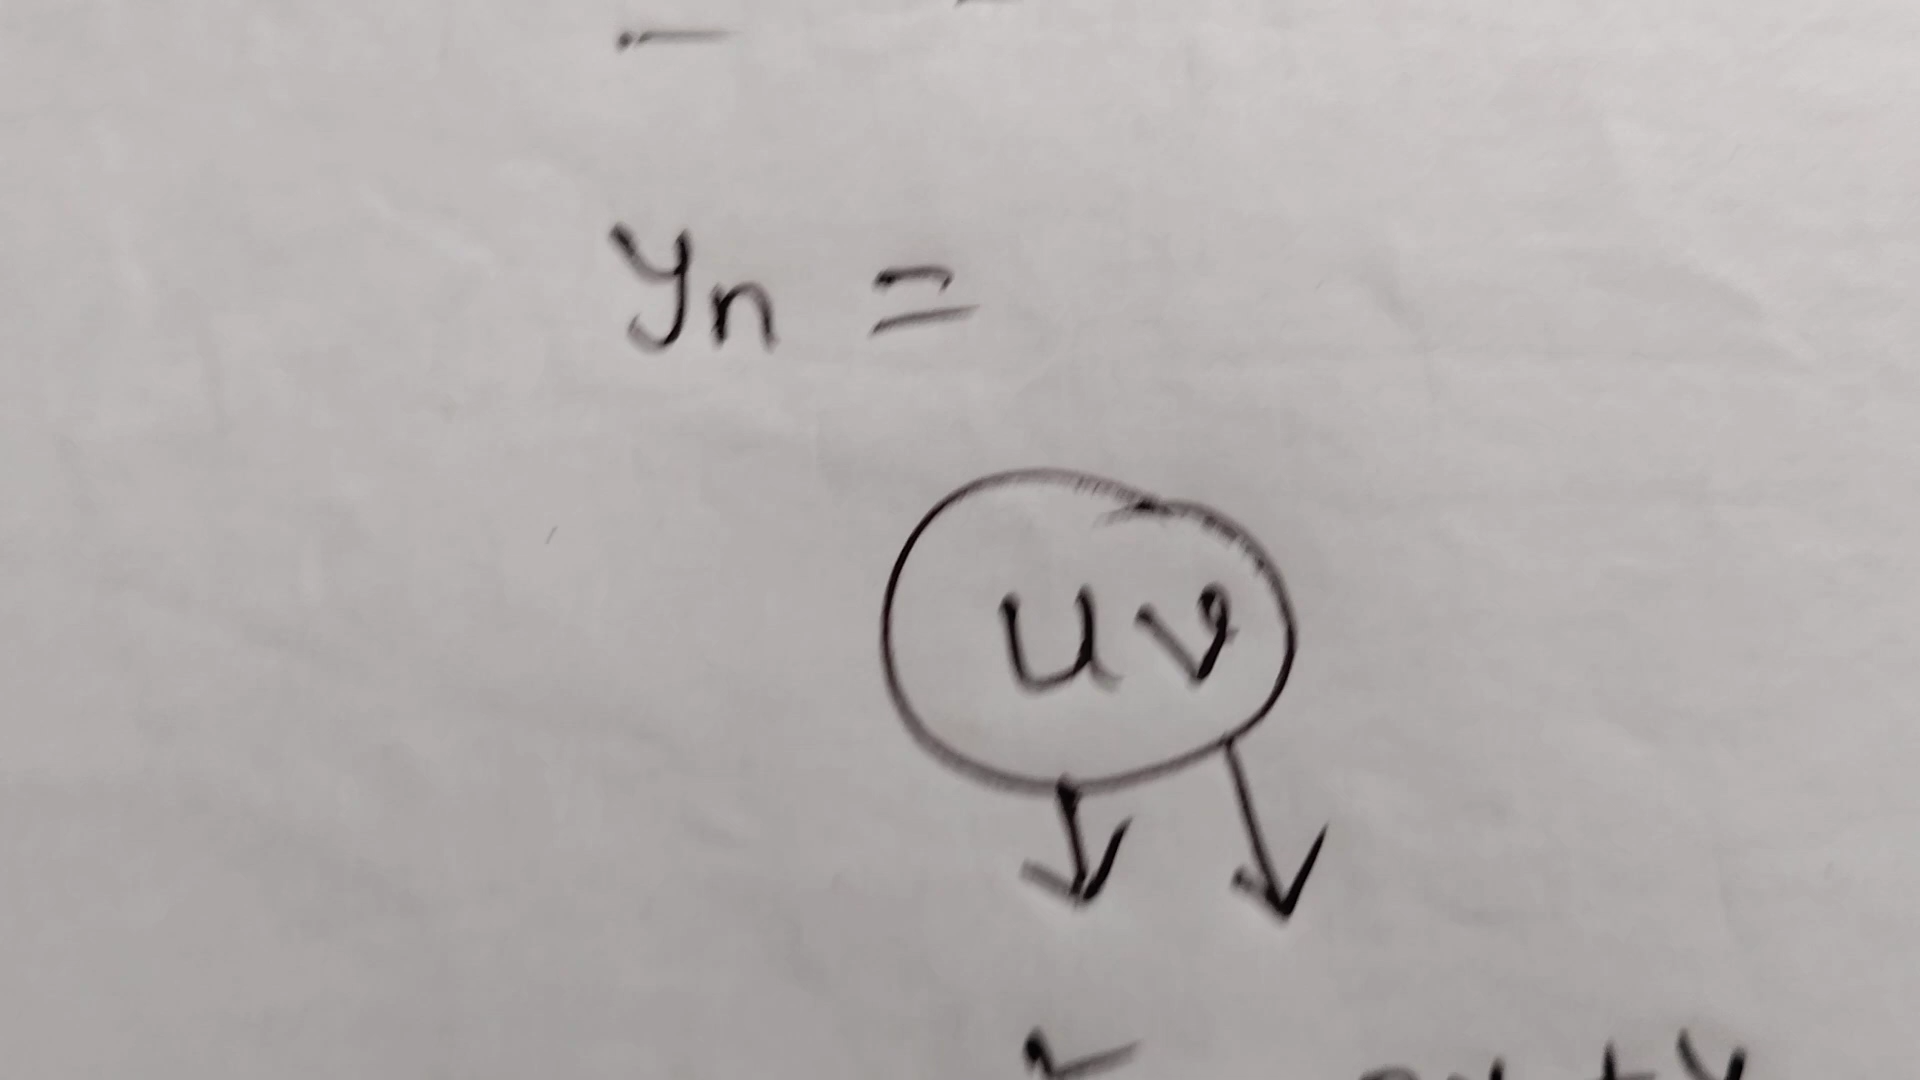 yn =
uv